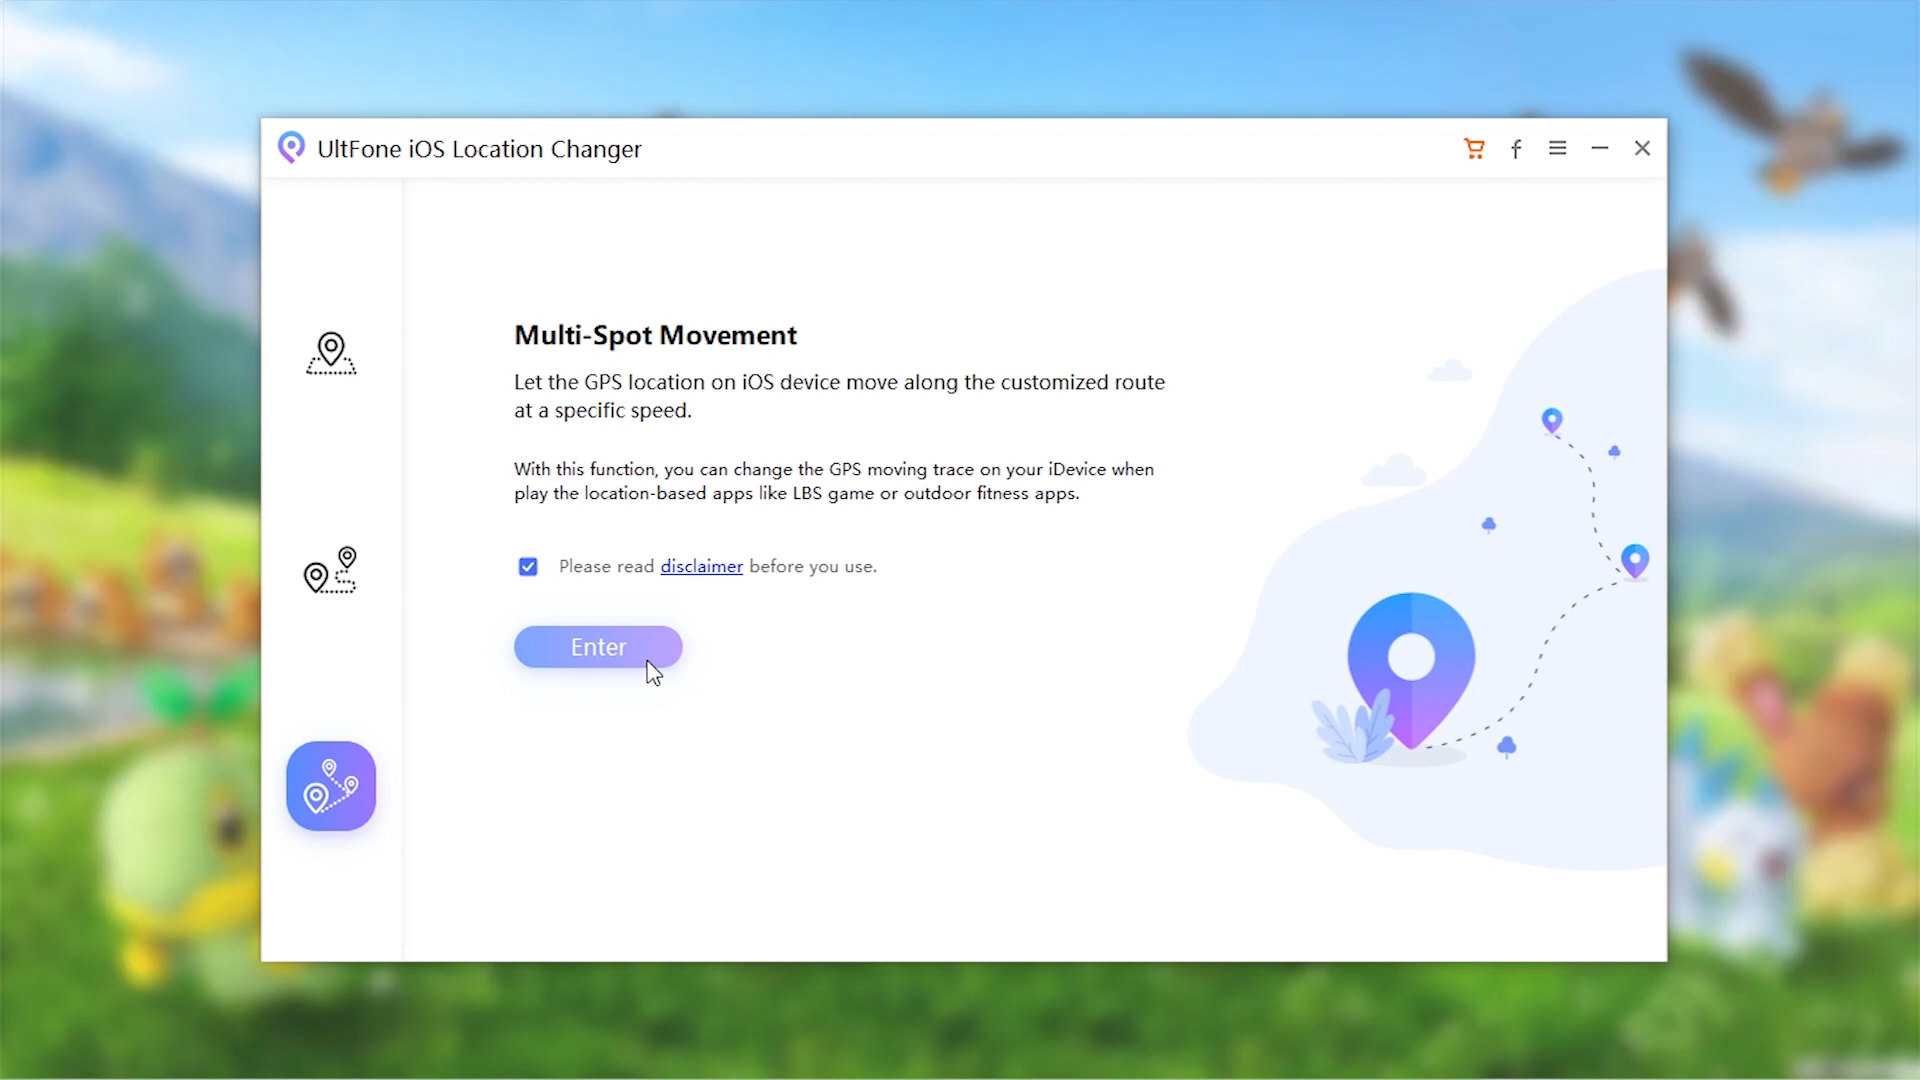 UltFone iOS Location Changer
Multi-Spot Movement
Let the GPS location on iOS device move along the customized route
at a specific speed.
With this function, you can change the GPS moving trace on your iDevice when
play the location-based apps like LBS game or outdoor fitness apps.
Please read disclaimer before you use.
Enter